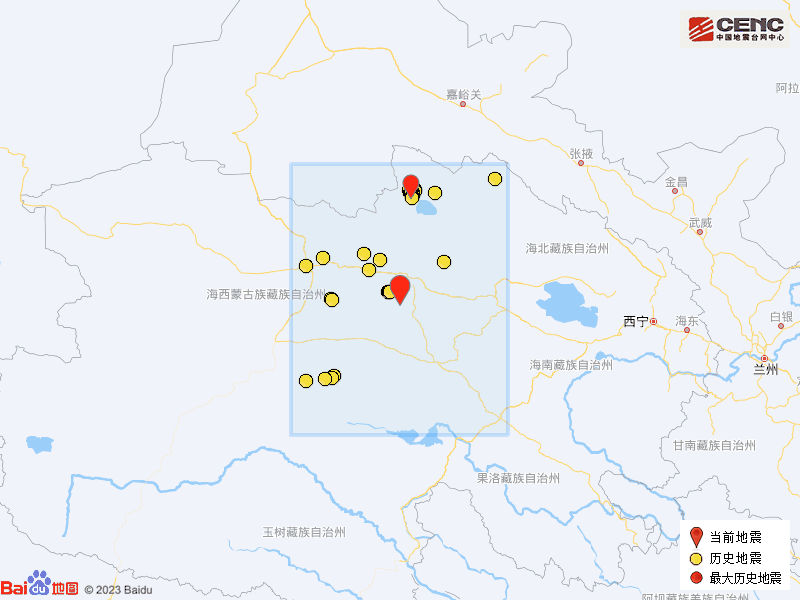 CENC
中国地震台网中心
阿拉
嘉峪关
张掖
金昌
武威
海北藏族自治州
海西蒙古族藏族自治州
白银
西宁
海东
兰州
海南藏族自治州
甘南藏族自治州
果洛藏族自治州
玉树藏族自治州
当前地震
历史地震
最大历史地震
Bai du 地图
© 2023 Baidu
阿坝藏族羌族自治州